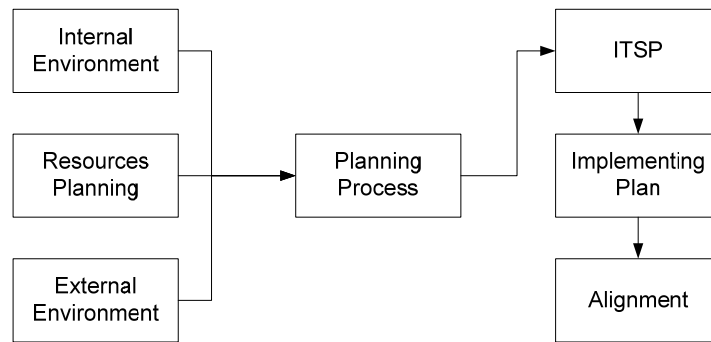 Internal
Environment
Resources
Planning
External
Environment
Planning
Process
ITSP
Implementing
Plan
Alignment